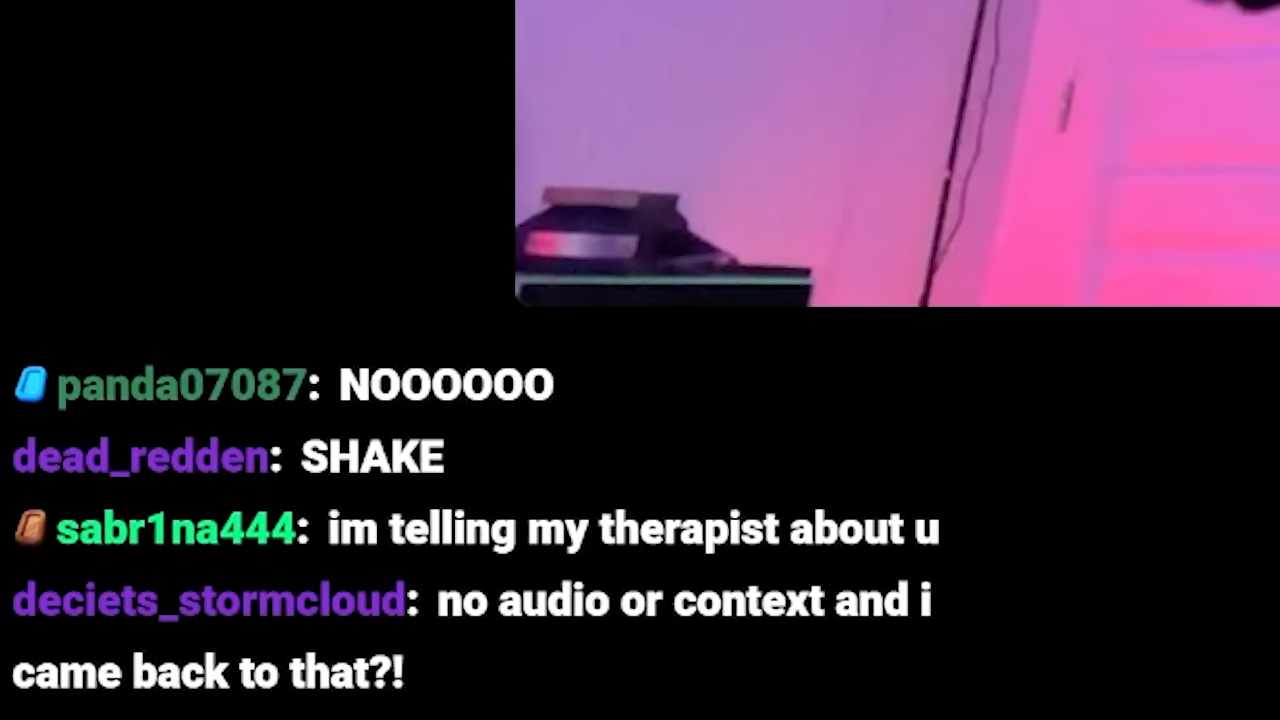 panda07087: NOOOOOO
dead_redden: SHAKE
sabr1na444: im telling my therapist about u
deciets_stormcloud: no audio or context and i
came back to that?!